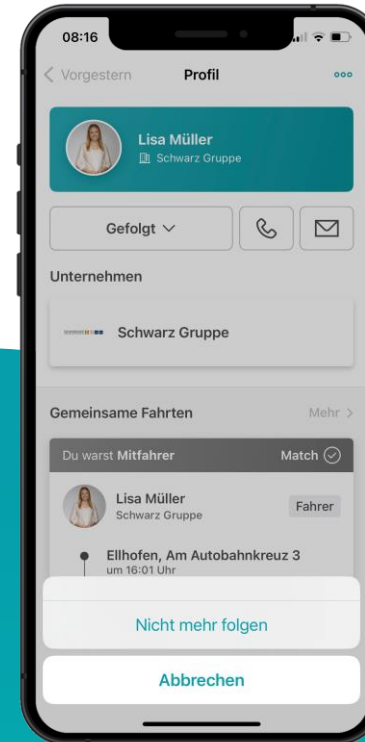 08:16
Vorgestern
Profil
Lisa Müller
Schwarz Gruppe
Gefolgt
Unternehmen
Schwarz Gruppe
Gemeinsame Fahrten
Mehr
Du warst Mitfahrer
Match
Lisa Müller
Schwarz Gruppe
Fahrer
Ellhofen, Am Autobahnkreuz 3
um 16:01 Uhr
Nicht mehr folgen
Abbrechen